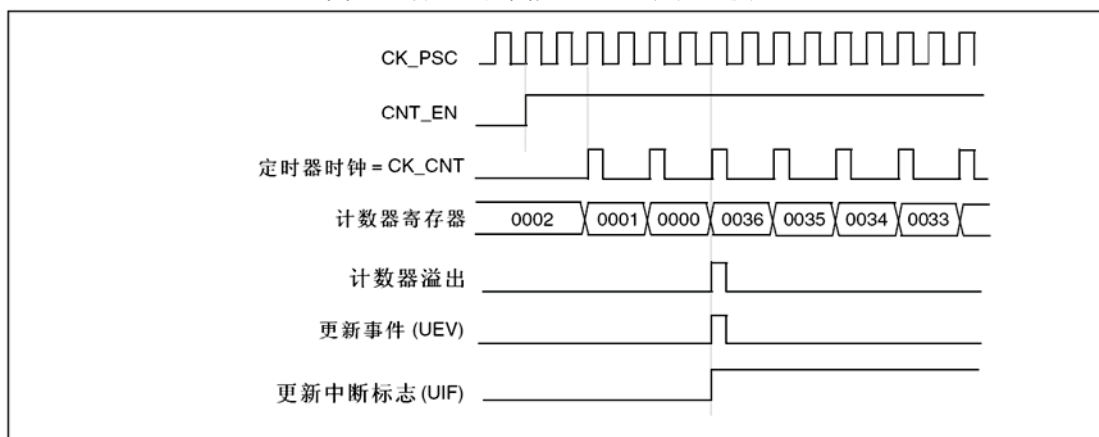 CK_PSC
CNT_EN
定时器时钟 = CK_CNT
计数器寄存器 0002 0001 0000 0036 0035 0034 0033
计数器溢出
更新事件 (UEV)
更新中断标志 (UIF)